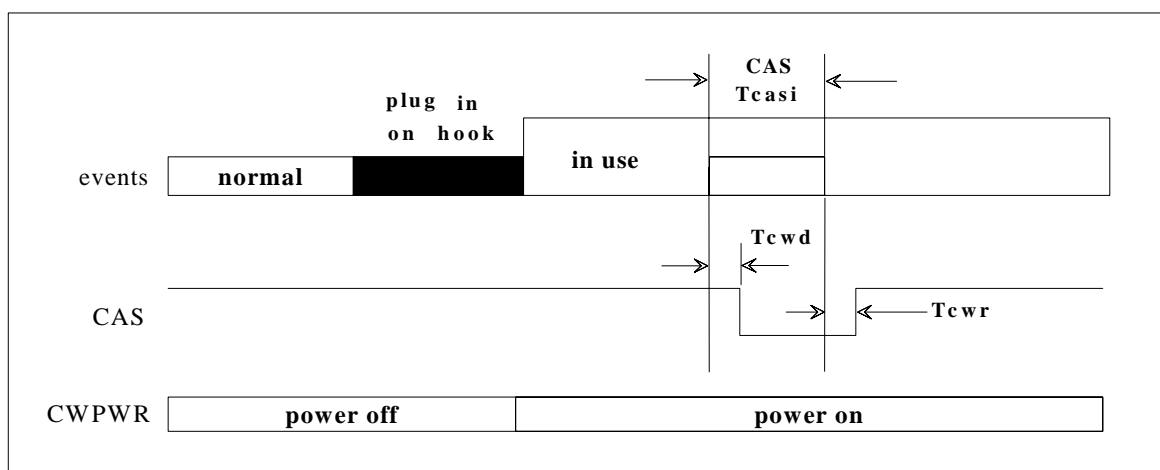 CAS
Tcasi
plug in
on hook
in use
events
normal
Tcwd
CAS
Tcwr
CWPWR
power off
power on